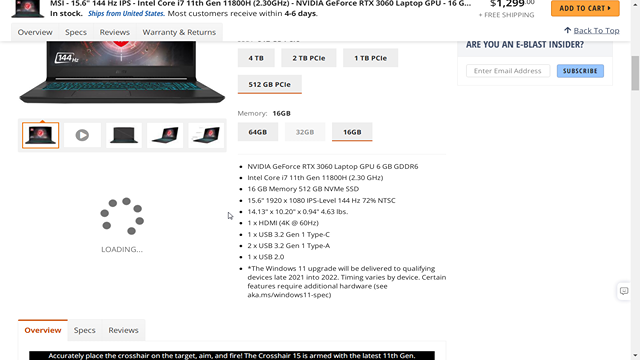 MSI - 15.6" 144 Hz IPS - Intel Core i7 11th Gen 11800H (2.30GHz) - NVIDIA GeForce RTX 3060 Laptop GPU - 16 G...
$1,299.00
ADD TO CART
In stock. Ships from United States. Most customers receive within 4-6 days.
+ FREE SHIPPING
Overview Specs Reviews Warranty & Returns
Back To Top
ARE YOU AN E-BLAST INSIDER?
144Hz
4 TB 2 TB PCIe 1 TB PCIe
Enter Email Address SUBSCRIBE
512 GB PCIe
Memory: 16GB
64GB 32GB 16GB
• NVIDIA GeForce RTX 3060 Laptop GPU 6 GB GDDR6
• Intel Core i7 11th Gen 11800H (2.30 GHz)
• 16 GB Memory 512 GB NVMe SSD
• 15.6" 1920 x 1080 IPS-Level 144 Hz 72% NTSC
• 14.13" x 10.20" x 0.94" 4.63 lbs.
• 1 x HDMI (4K @ 60Hz)
• 1 x USB 3.2 Gen 1 Type-C
• 2 x USB 3.2 Gen 1 Type-A
• 1 x USB 2.0
• *The Windows 11 upgrade will be delivered to qualifying
devices late 2021 into 2022. Timing varies by device. Certain
features require additional hardware (see
aka.ms/windows11-spec)
LOADING...
Overview Specs Reviews
Accurately place the crosshair on the target, aim, and fire! The Crosshair 15 is armed with the latest 11th Gen.